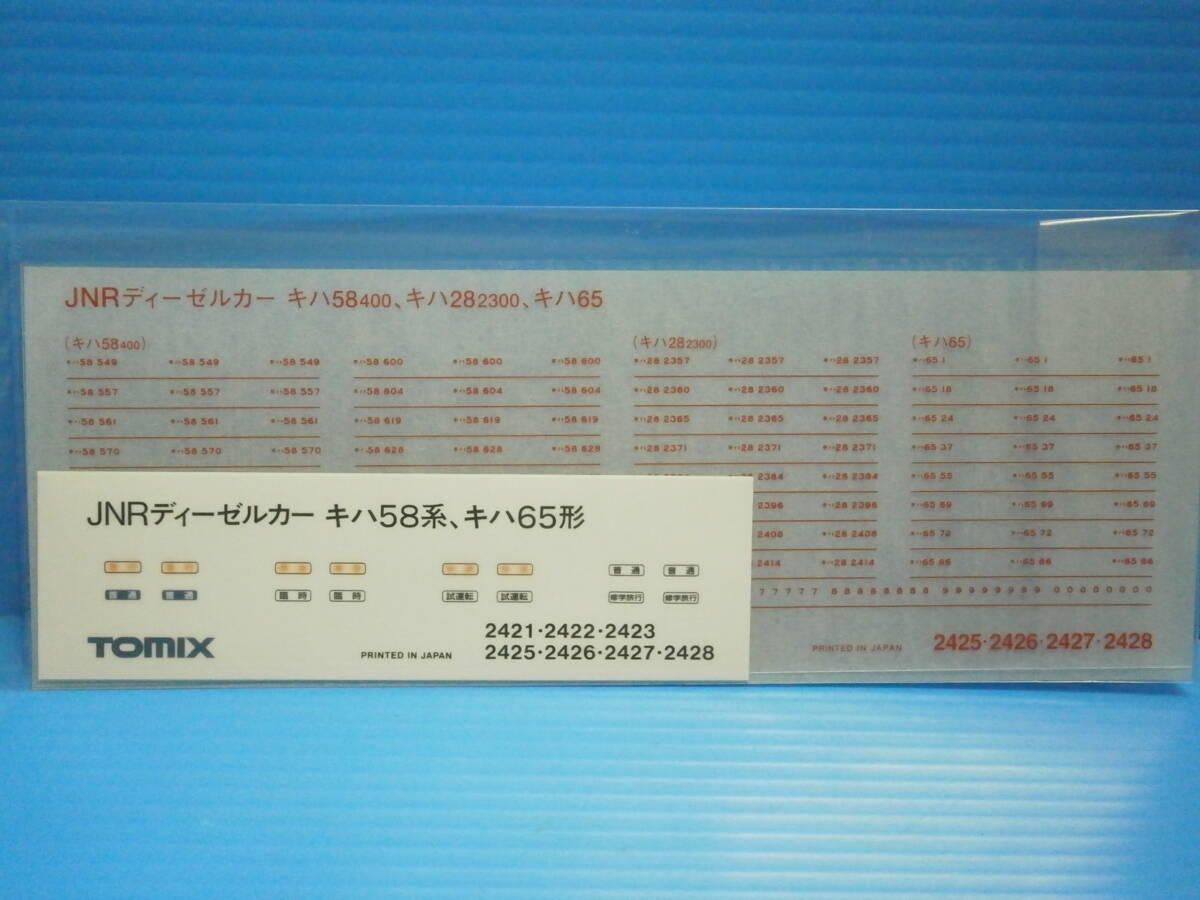 JNRディーゼルカー キハ58400、キハ282300、キハ65
(キハ58400) (キハ282300) (キハ65)
キハ58 549 キハ58 549 キハ58 549 キハ58 600 キハ58 600 キハ58 600 キハ28 2357 キハ28 2357 キハ28 2357 キハ65 1 キハ65 1 キハ65 1
キハ58 557 キハ58 557 キハ58 557 キハ58 604 キハ58 604 キハ58 604 キハ28 2360 キハ28 2360 キハ28 2360 キハ65 18 キハ65 18 キハ65 18
キハ58 561 キハ58 561 キハ58 561 キハ58 619 キハ58 619 キハ58 619 キハ28 2365 キハ28 2365 キハ28 2365 キハ65 24 キハ65 24 キハ65 24
キハ58 570 キハ58 570 キハ58 570 キハ58 628 キハ58 628 キハ58 628 キハ28 2371 キハ28 2371 キハ28 2371 キハ65 37 キハ65 37 キハ65 37
28 2384 キハ65 55 キハ65 55 キハ65 55
28 2396 キハ65 69 キハ65 69 キハ65 69
2408 キハ28 2408 キハ65 72 キハ65 72 キハ65 72
2414 キハ28 2414 キハ65 86 キハ65 86 キハ65 86
77777 88888888 99999999 00000000
PRINTED IN JAPAN 2425・2426・2427・2428
JNRディーゼルカー キハ58系、キハ65形
普通 普通
普通 普通 臨時 臨時 試運転 試運転 修学旅行 修学旅行
TOMIX PRINTED IN JAPAN
2421・2422・2423
2425・2426・2427・2428